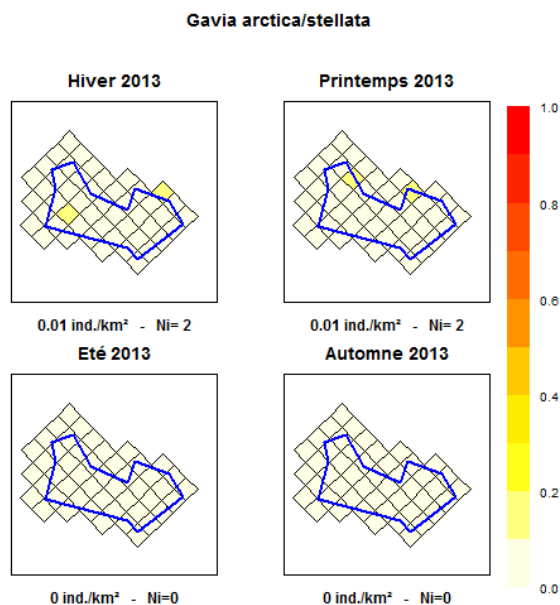 Gavia arctica/stellata
Hiver 2013
Printemps 2013
0.01 ind./km² - Ni= 2
0.01 ind./km² - Ni= 2
Eté 2013
Automne 2013
0 ind./km² - Ni=0
0 ind./km² - Ni=0
1.0
0.8
0.6
0.4
0.2
0.0